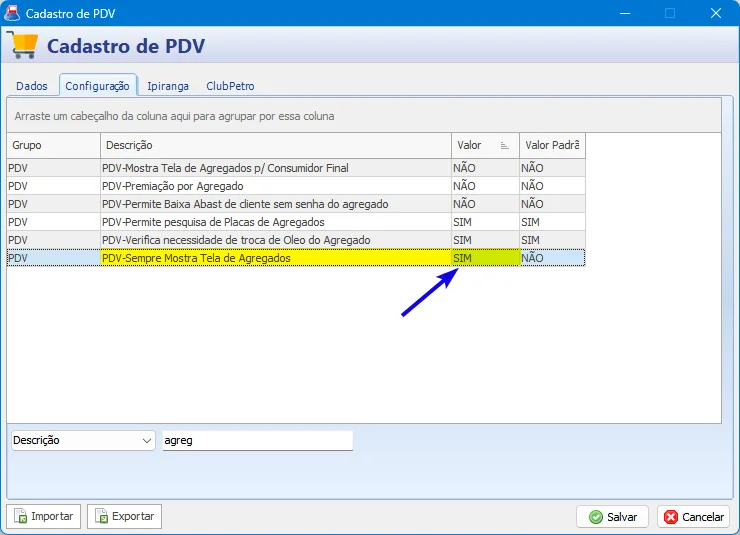 Cadastro de PDV
Cadastro de PDV
Dados Configuração Ipiranga ClubPetro
Arraste um cabeçalho da coluna aqui para agrupar por essa coluna
Grupo Descrição Valor Valor Padrã
PDV PDV-Mostra Tela de Agregados p/ Consumidor Final NÃO NÃO
PDV PDV-Premiação por Agregado NÃO NÃO
PDV PDV-Permite Baixa Abast de cliente sem senha do agregado NÃO NÃO
PDV PDV-Permite pesquisa de Placas de Agregados SIM SIM
PDV PDV-Verifica necessidade de troca de Oleo do Agregado SIM SIM
PDV PDV-Sempre Mostra Tela de Agregados SIM NÃO
Descrição agreg
Importar Exportar Salvar Cancelar